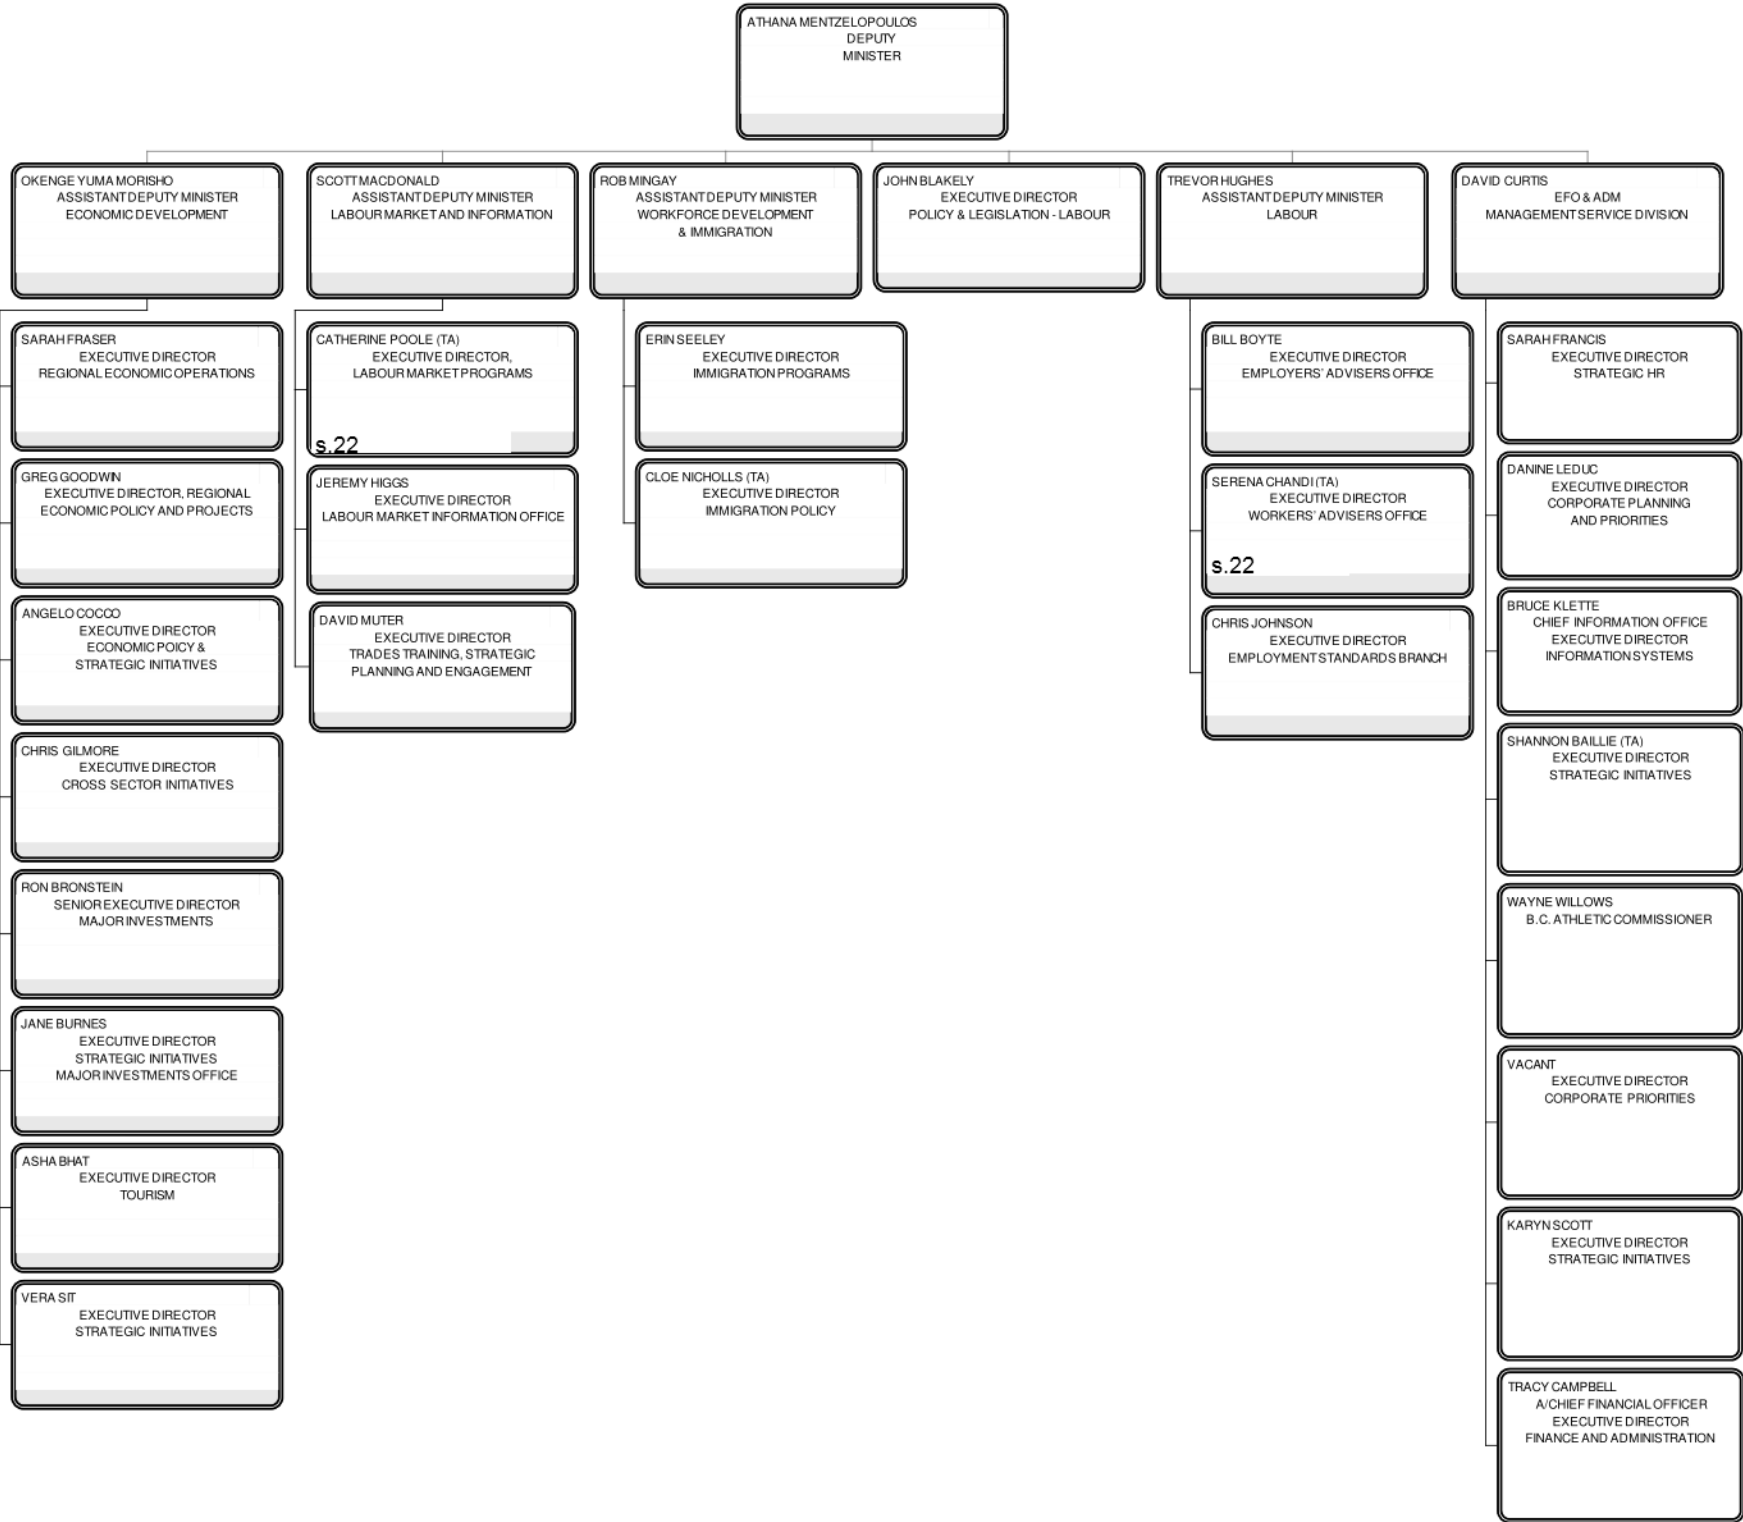 ATHANA MENTZELOPOULOS
DEPUTY
MINISTER
OKENGE YUMA MORISHO
ASSISTANT DEPUTY MINISTER
ECONOMIC DEVELOPMENT
SCOTT MACDONALD
ASSISTANT DEPUTY MINISTER
LABOUR MARKET AND INFORMATION
ROB MINGAY
ASSISTANT DEPUTY MINISTER
WORKFORCE DEVELOPMENT
& IMMIGRATION
JOHN BLAKELY
EXECUTIVE DIRECTOR
POLICY & LEGISLATION - LABOUR
TREVOR HUGHES
ASSISTANT DEPUTY MINISTER
LABOUR
DAVID CURTIS
EFO & ADM
MANAGEMENT SERVICE DIVISION
SARAH FRASER
EXECUTIVE DIRECTOR
REGIONAL ECONOMIC OPERATIONS
GREG GOODWIN
EXECUTIVE DIRECTOR, REGIONAL
ECONOMIC POLICY AND PROJECTS
ANGELO COCCO
EXECUTIVE DIRECTOR
ECONOMIC POICY &
STRATEGIC INITIATIVES
CHRIS GILMORE
EXECUTIVE DIRECTOR
CROSS SECTOR INITIATIVES
RON BRONSTEIN
SENIOR EXECUTIVE DIRECTOR
MAJOR INVESTMENTS
JANE BURNES
EXECUTIVE DIRECTOR
STRATEGIC INITIATIVES
MAJOR INVESTMENTS OFFICE
ASHA BHAT
EXECUTIVE DIRECTOR
TOURISM
VERA SIT
EXECUTIVE DIRECTOR
STRATEGIC INITIATIVES
CATHERINE POOLE (TA)
EXECUTIVE DIRECTOR,
LABOUR MARKET PROGRAMS
s.22
JEREMY HIGGS
EXECUTIVE DIRECTOR
LABOUR MARKET INFORMATION OFFICE
DAVID MUTER
EXECUTIVE DIRECTOR
TRADES TRAINING, STRATEGIC
PLANNING AND ENGAGEMENT
ERIN SEELEY
EXECUTIVE DIRECTOR
IMMIGRATION PROGRAMS
CLOE NICHOLLS (TA)
EXECUTIVE DIRECTOR
IMMIGRATION POLICY
BILL BOYTE
EXECUTIVE DIRECTOR
EMPLOYERS' ADVISERS OFFICE
SERENA CHANDI (TA)
EXECUTIVE DIRECTOR
WORKERS' ADVISERS OFFICE
s.22
CHRIS JOHNSON
EXECUTIVE DIRECTOR
EMPLOYMENT STANDARDS BRANCH
SARAH FRANCIS
EXECUTIVE DIRECTOR
STRATEGIC HR
DANINE LEDUC
EXECUTIVE DIRECTOR
CORPORATE PLANNING
AND PRIORITIES
BRUCE KLETTE
CHIEF INFORMATION OFFICE
EXECUTIVE DIRECTOR
INFORMATION SYSTEMS
SHANNON BAILLIE (TA)
EXECUTIVE DIRECTOR
STRATEGIC INITIATIVES
WAYNE WILLOWS
B.C. ATHLETIC COMMISSIONER
VACANT
EXECUTIVE DIRECTOR
CORPORATE PRIORITIES
KARYN SCOTT
EXECUTIVE DIRECTOR
STRATEGIC INITIATIVES
TRACY CAMPBELL
A/CHIEF FINANCIAL OFFICER
EXECUTIVE DIRECTOR
FINANCE AND ADMINISTRATION